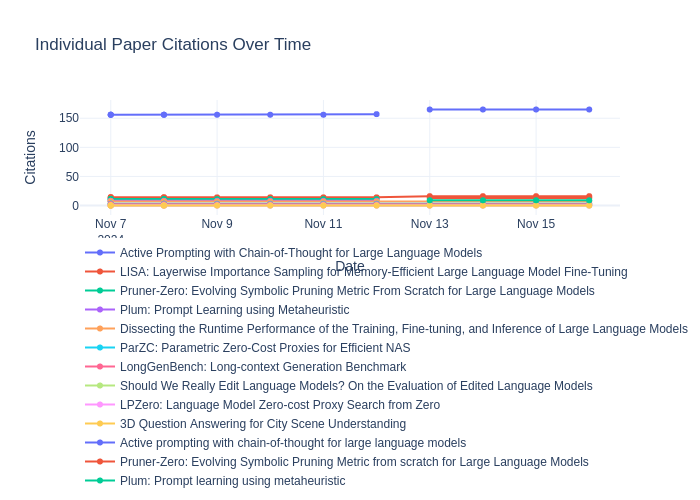 Individual Paper Citations Over Time
Citations
150
100
50
0
Nov 7
2024
Nov 9
Nov 11
Nov 13
Nov 15
Date
Active Prompting with Chain-of-Thought for Large Language Models
LISA: Layerwise Importance Sampling for Memory-Efficient Large Language Model Fine-Tuning
Pruner-Zero: Evolving Symbolic Pruning Metric From Scratch for Large Language Models
Plum: Prompt Learning using Metaheuristic
Dissecting the Runtime Performance of the Training, Fine-tuning, and Inference of Large Language Models
ParZC: Parametric Zero-Cost Proxies for Efficient NAS
LongGenBench: Long-context Generation Benchmark
Should We Really Edit Language Models? On the Evaluation of Edited Language Models
LPZero: Language Model Zero-cost Proxy Search from Zero
3D Question Answering for City Scene Understanding
Active prompting with chain-of-thought for large language models
Pruner-Zero: Evolving Symbolic Pruning Metric from scratch for Large Language Models
Plum: Prompt learning using metaheuristic